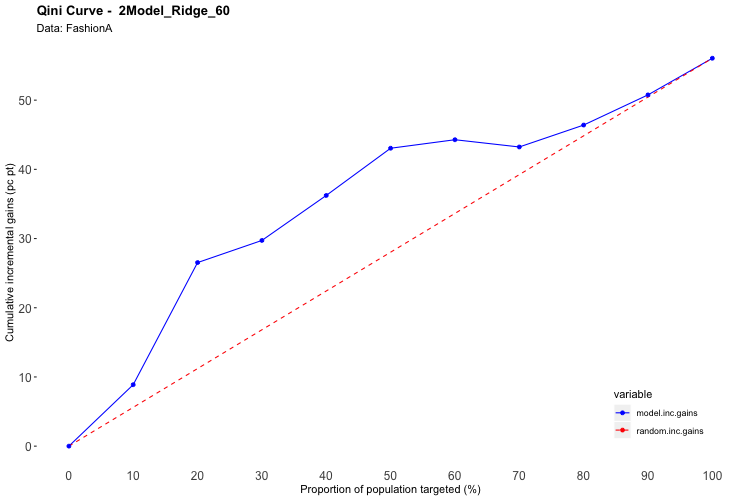 Qini Curve -  2Model_Ridge_60
Data: FashionA
Cumulative incremental gains (pc pt)
50
40
30
20
10
0
variable
model.inc.gains
random.inc.gains
0 10 20 30 40 50 60 70 80 90 100
Proportion of population targeted (%)